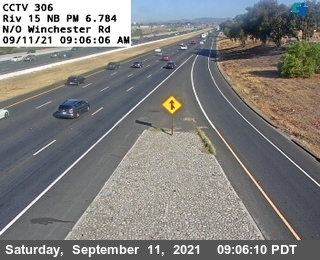 CCTV 306
Riv 15 NB PM 6.784
N/O Winchester Rd
09/11/21 09:06:06 AM
Saturday, September 11, 2021 09:06:10 PDT